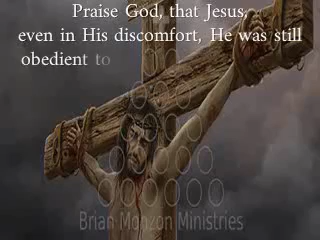 Praise God, that Jesus,
even in His discomfort, He was still
obedient to
Brian Monzon Ministries